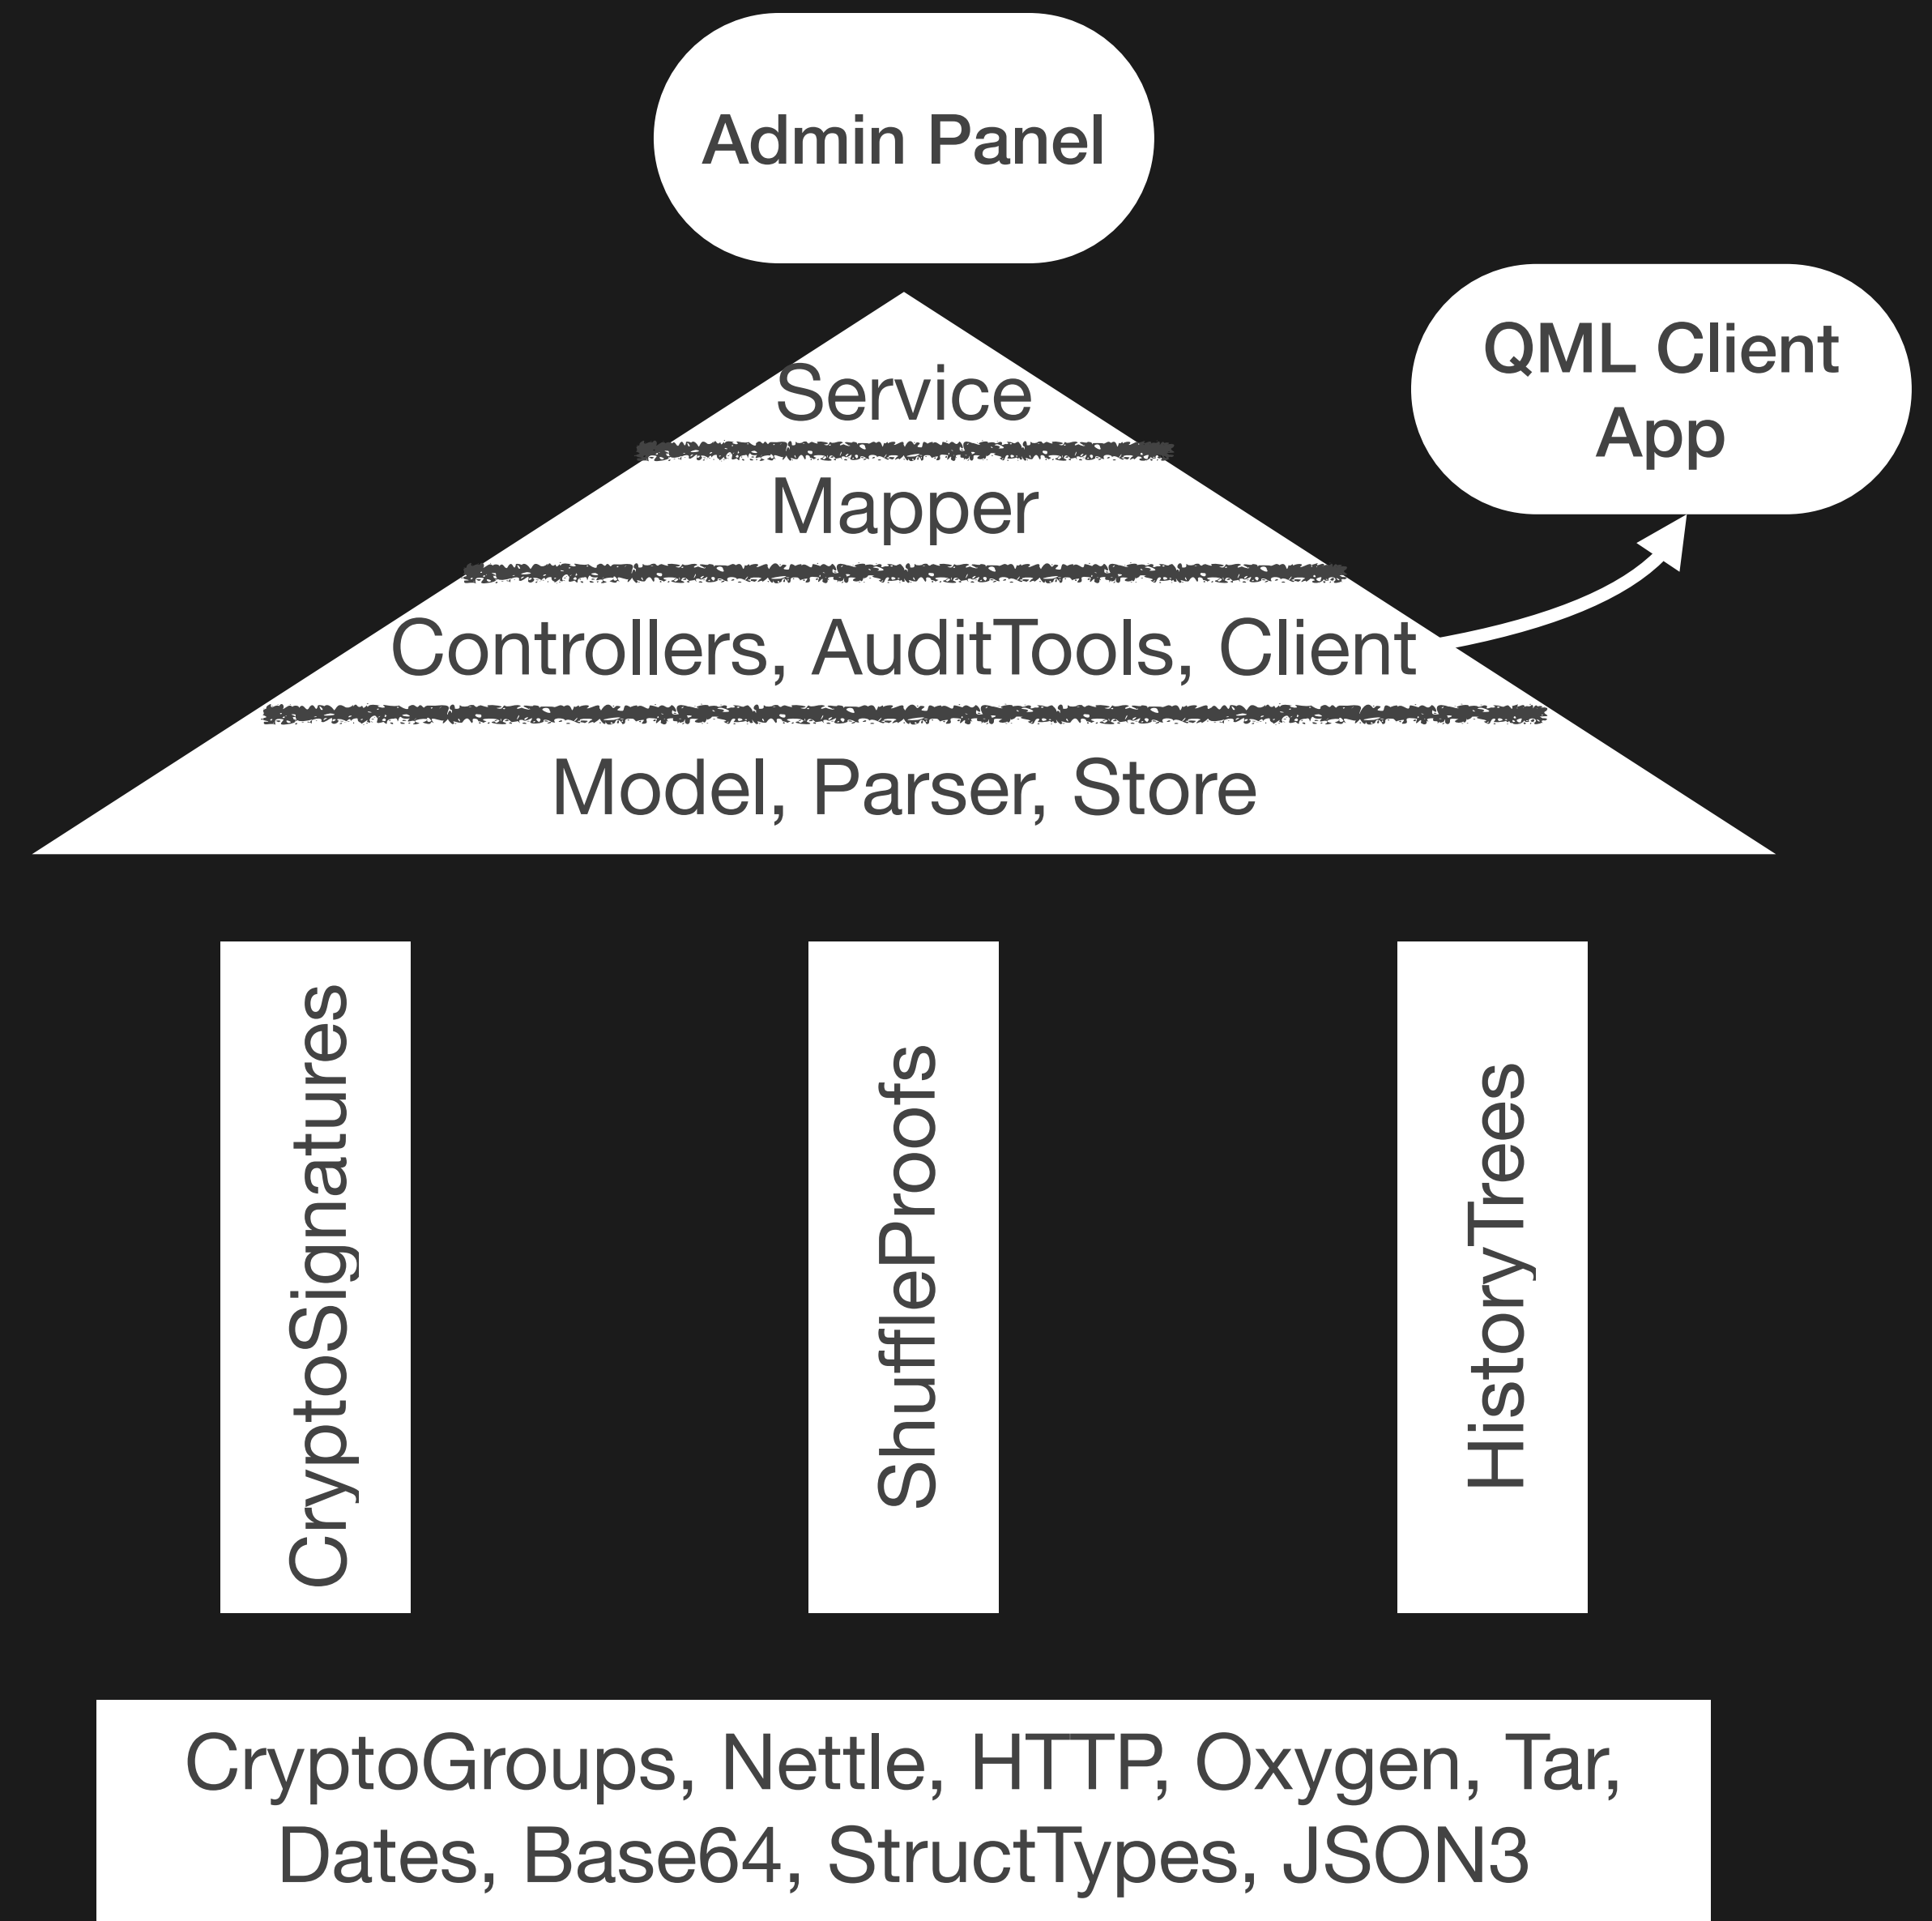 Admin Panel
QML Client
App
Service
Mapper
Controllers, AuditTools, Client
Model, Parser, Store
CryptoSignatures
ShuffleProofs
HistoryTrees
CryptoGroups, Nettle, HTTP, Oxygen, Tar,
Dates, Base64, StructTypes, JSON3